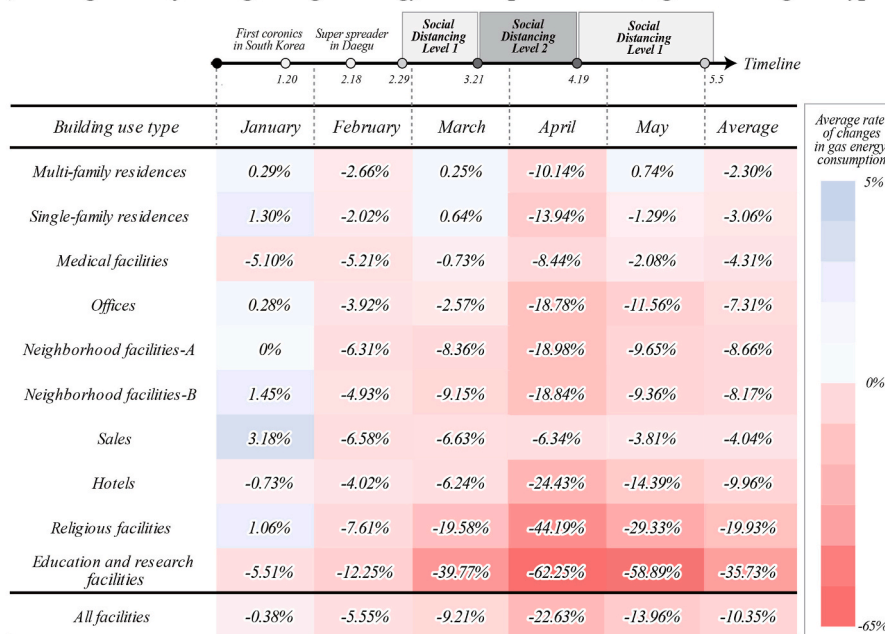 First coronics
in South Korea
Super spreader
in Daegu
Social
Distancing
Level 1
Social
Distancing
Level 2
Social
Distancing
Level 1
Timeline
1.20 2.18 2.29 3.21 4.19 5.5
Building use type January February March April May Average
Multi-family residences 0.29% -2.66% 0.25% -10.14% 0.74% -2.30%
Single-family residences 1.30% -2.02% 0.64% -13.94% -1.29% -3.06%
Medical facilities -5.10% -5.21% -0.73% -8.44% -2.08% -4.31%
Offices 0.28% -3.92% -2.57% -18.78% -11.56% -7.31%
Neighborhood facilities-A 0% -6.31% -8.36% -18.98% -9.65% -8.66%
Neighborhood facilities-B 1.45% -4.93% -9.15% -18.84% -9.36% -8.17%
Sales 3.18% -6.58% -6.63% -6.34% -3.81% -4.04%
Hotels -0.73% -4.02% -6.24% -24.43% -14.39% -9.96%
Religious facilities 1.06% -7.61% -19.58% -44.19% -29.33% -19.93%
Education and research
facilities -5.51% -12.25% -39.77% -62.25% -58.89% -35.73%
All facilities -0.38% -5.55% -9.21% -22.63% -13.96% -10.35%
Average rate
of changes
in gas energy
consumption
5%
0%
-65%